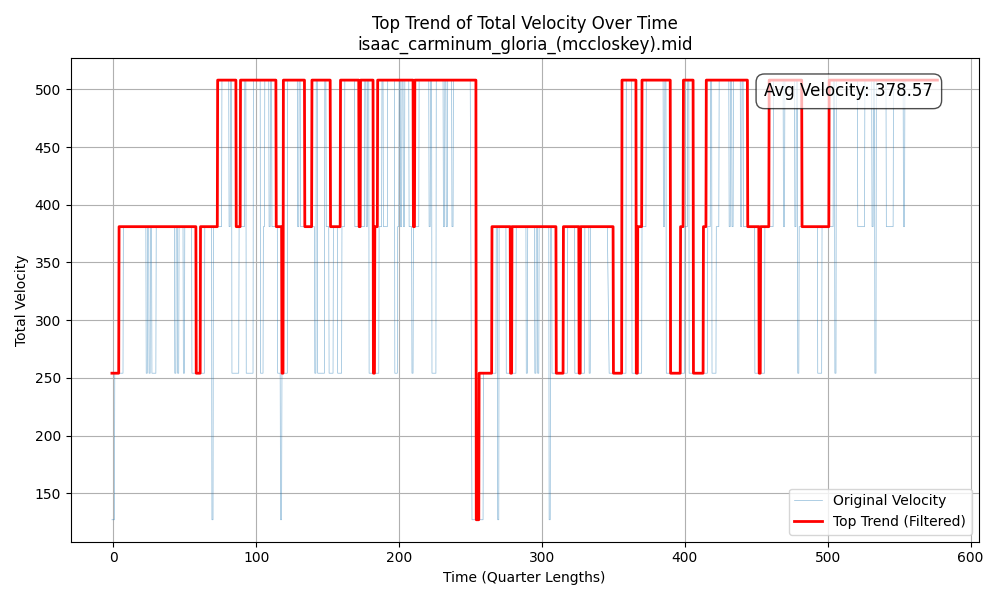 Top Trend of Total Velocity Over Time
isaac_carminum_gloria_(mccloskey).mid
Avg Velocity: 378.57
500
450
400
350
300
250
200
150
Total Velocity
Original Velocity
Top Trend (Filtered)
0 100 200 300 400 500 600
Time (Quarter Lengths)